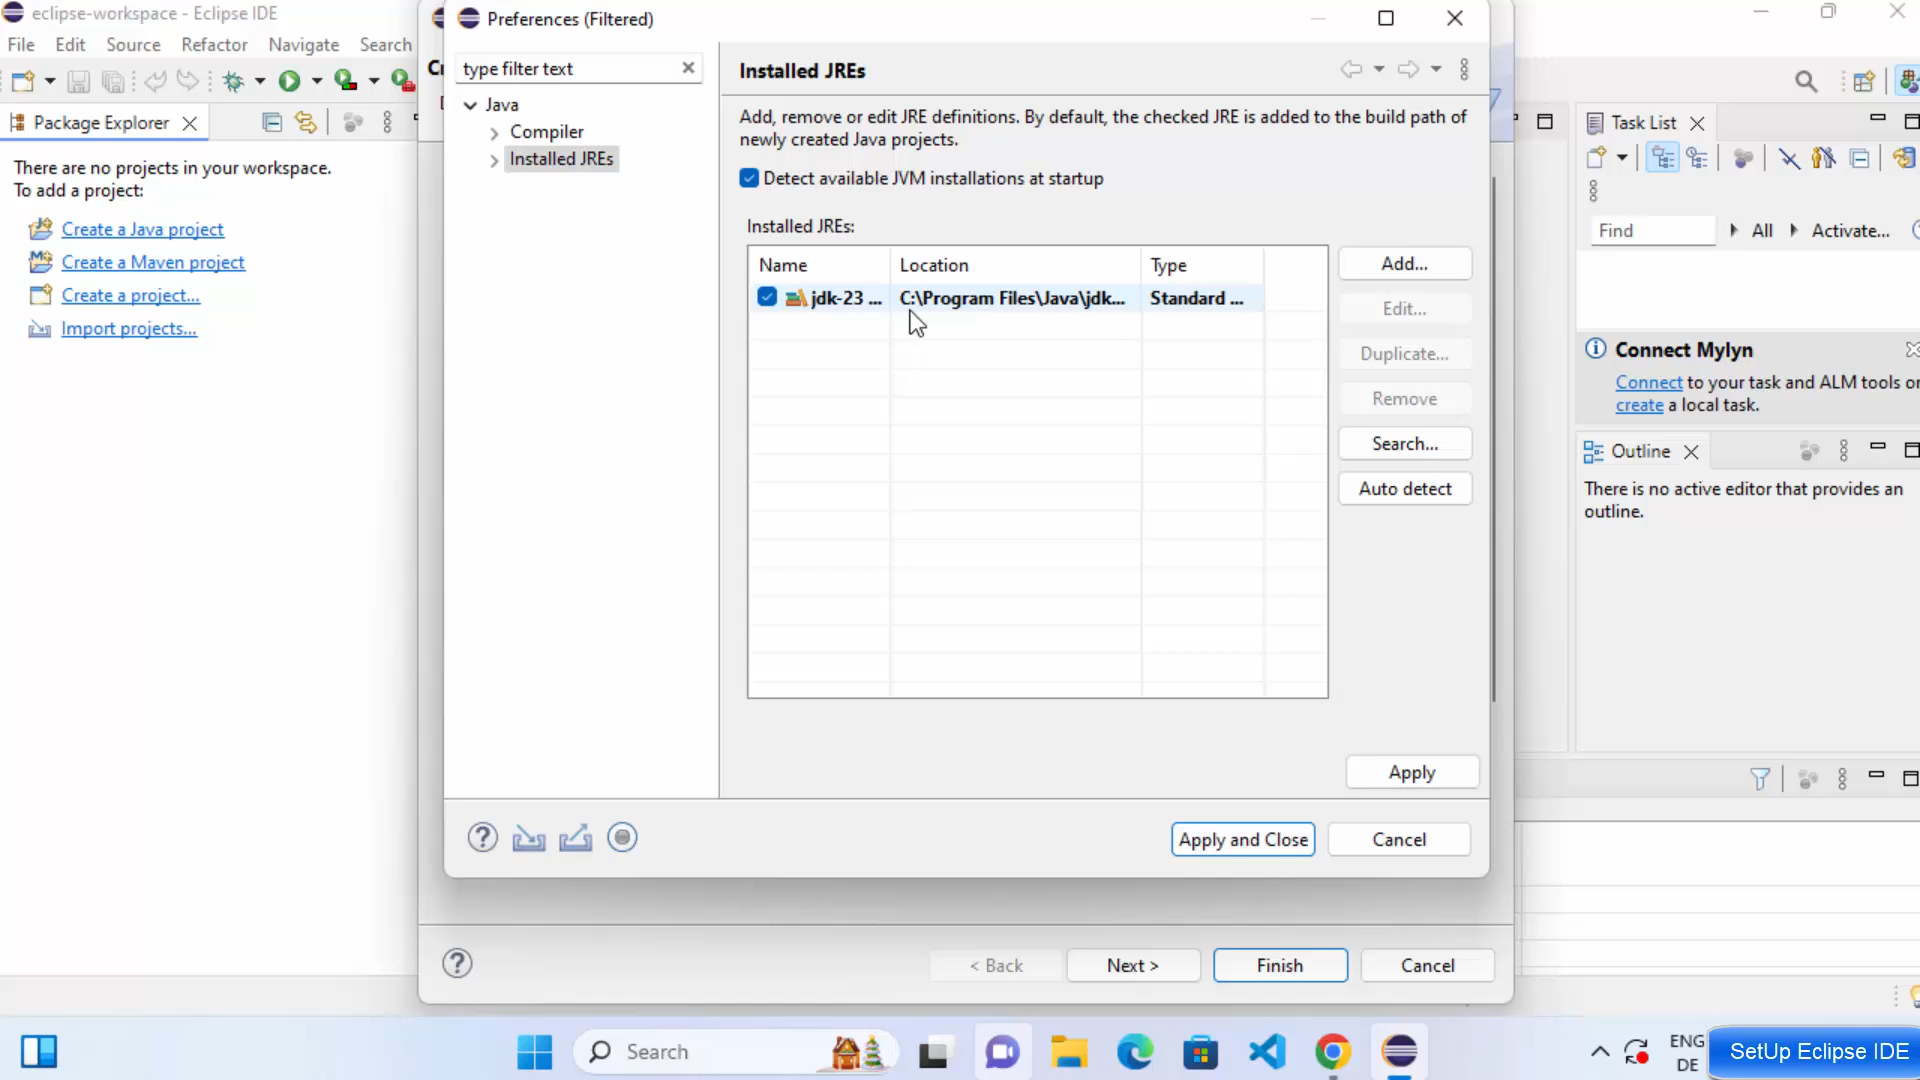 eclipse-workspace - Eclipse IDE
File Edit Source Refactor Navigate Search
Package Explorer
There are no projects in your workspace.
To add a project:
Create a Java project
Create a Maven project
Create a project...
Import projects...
Preferences (Filtered)
type filter text
Java
Compiler
Installed JREs
Installed JREs
Add, remove or edit JRE definitions. By default, the checked JRE is added to the build path of
newly created Java projects.
Detect available JVM installations at startup
Installed JREs:
Name Location Type
jdk-23 ... C:\Program Files\Java\jdk... Standard ...
Add...
Edit...
Duplicate...
Remove
Search...
Auto detect
Apply
Apply and Close Cancel
< Back Next > Finish Cancel
Task List
Find All Activate...
Connect Mylyn
Connect to your task and ALM tools or
create a local task.
Outline
There is no active editor that provides an
outline.
Search
ENG
DE
SetUp Eclipse IDE